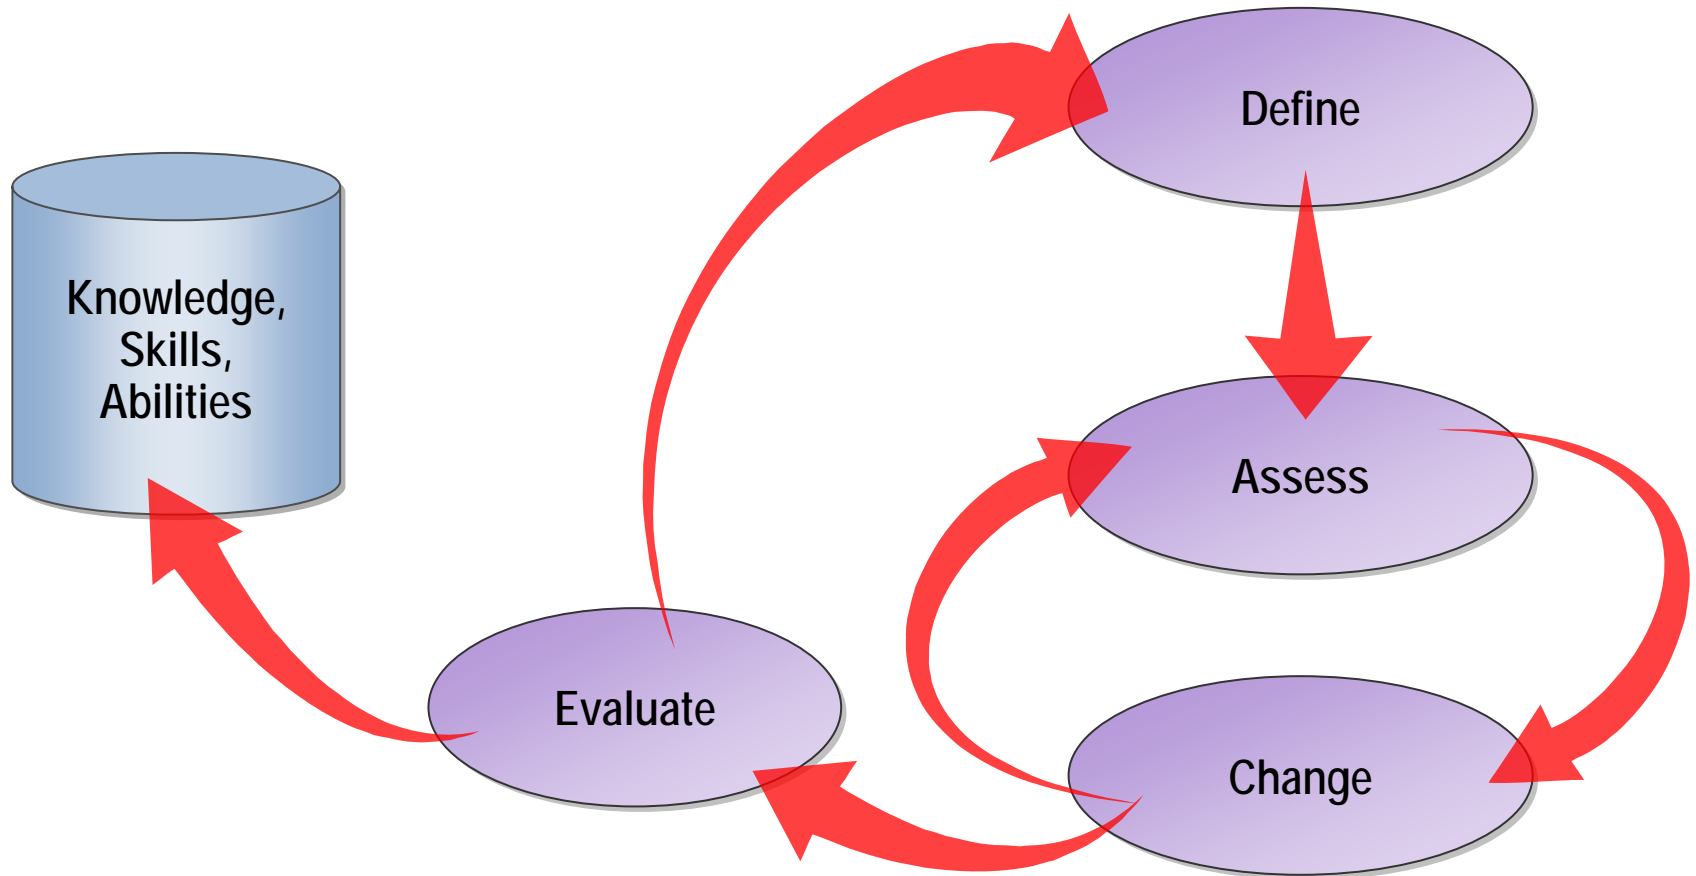 Define
Knowledge,
Skills,
Abilities
Assess
Evaluate
Change